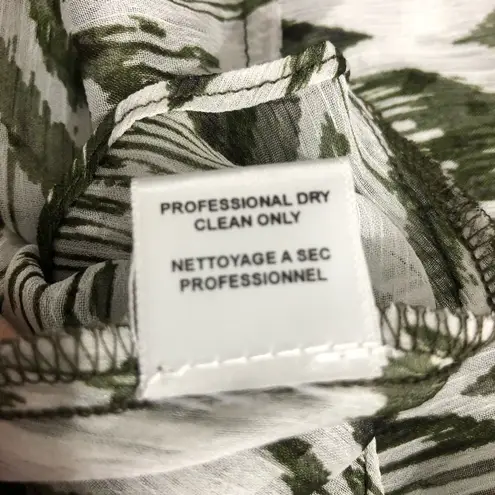 PROFESSIONAL DRY
CLEAN ONLY
NETTOYAGE A SEC
PROFESSIONNEL